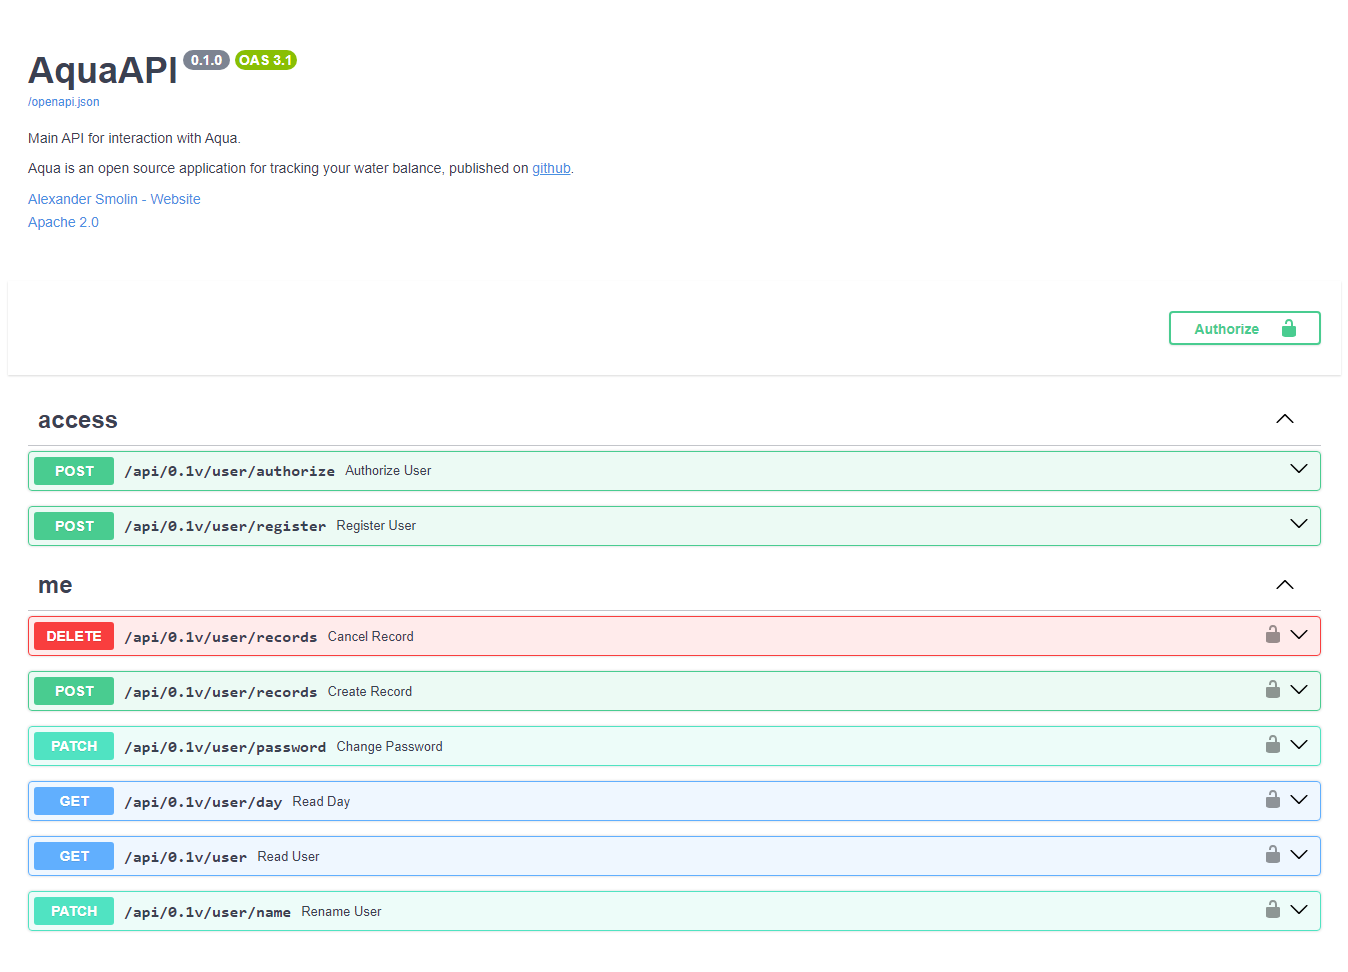 AquaAPI 0.1.0 OAS 3.1
/openapi.json
Main API for interaction with Aqua.
Aqua is an open source application for tracking your water balance, published on github.
Alexander Smolin - Website
Apache 2.0
Authorize
access
POST /api/0.1v/user/authorize Authorize User
POST /api/0.1v/user/register Register User
me
DELETE /api/0.1v/user/records Cancel Record
POST /api/0.1v/user/records Create Record
PATCH /api/0.1v/user/password Change Password
GET /api/0.1v/user/day Read Day
GET /api/0.1v/user Read User
PATCH /api/0.1v/user/name Rename User